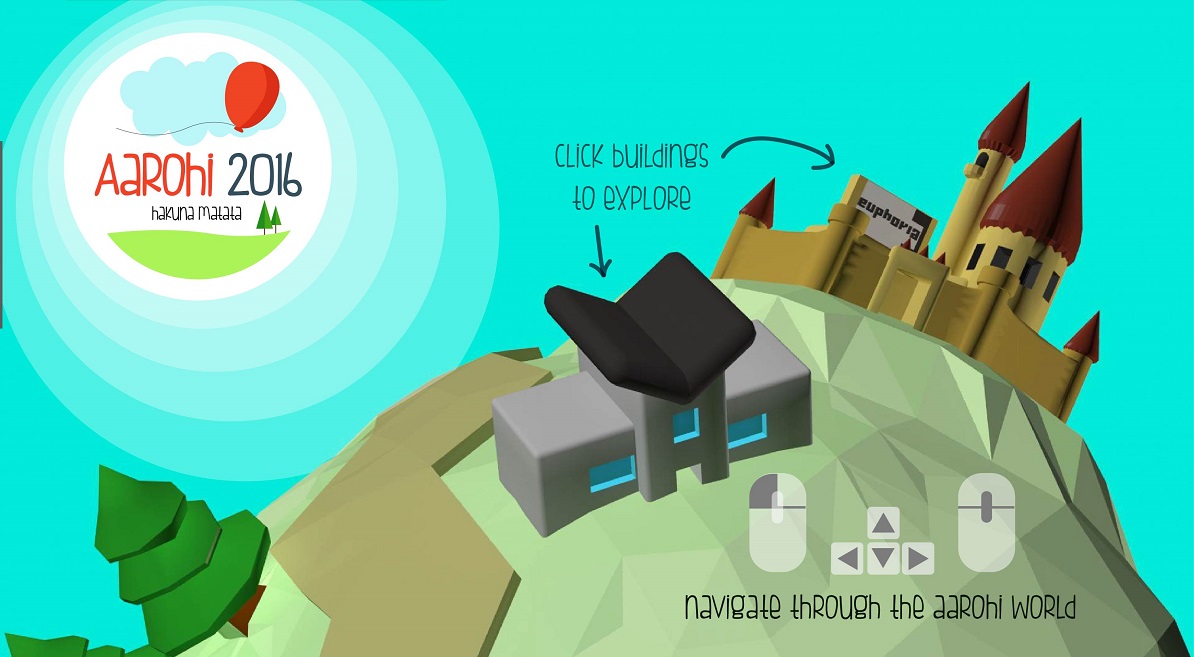 AaROhi 2016
hakuna matata
CLICK buildings
to EXPLORE
euphoria
navigate through the aarohi WORLD